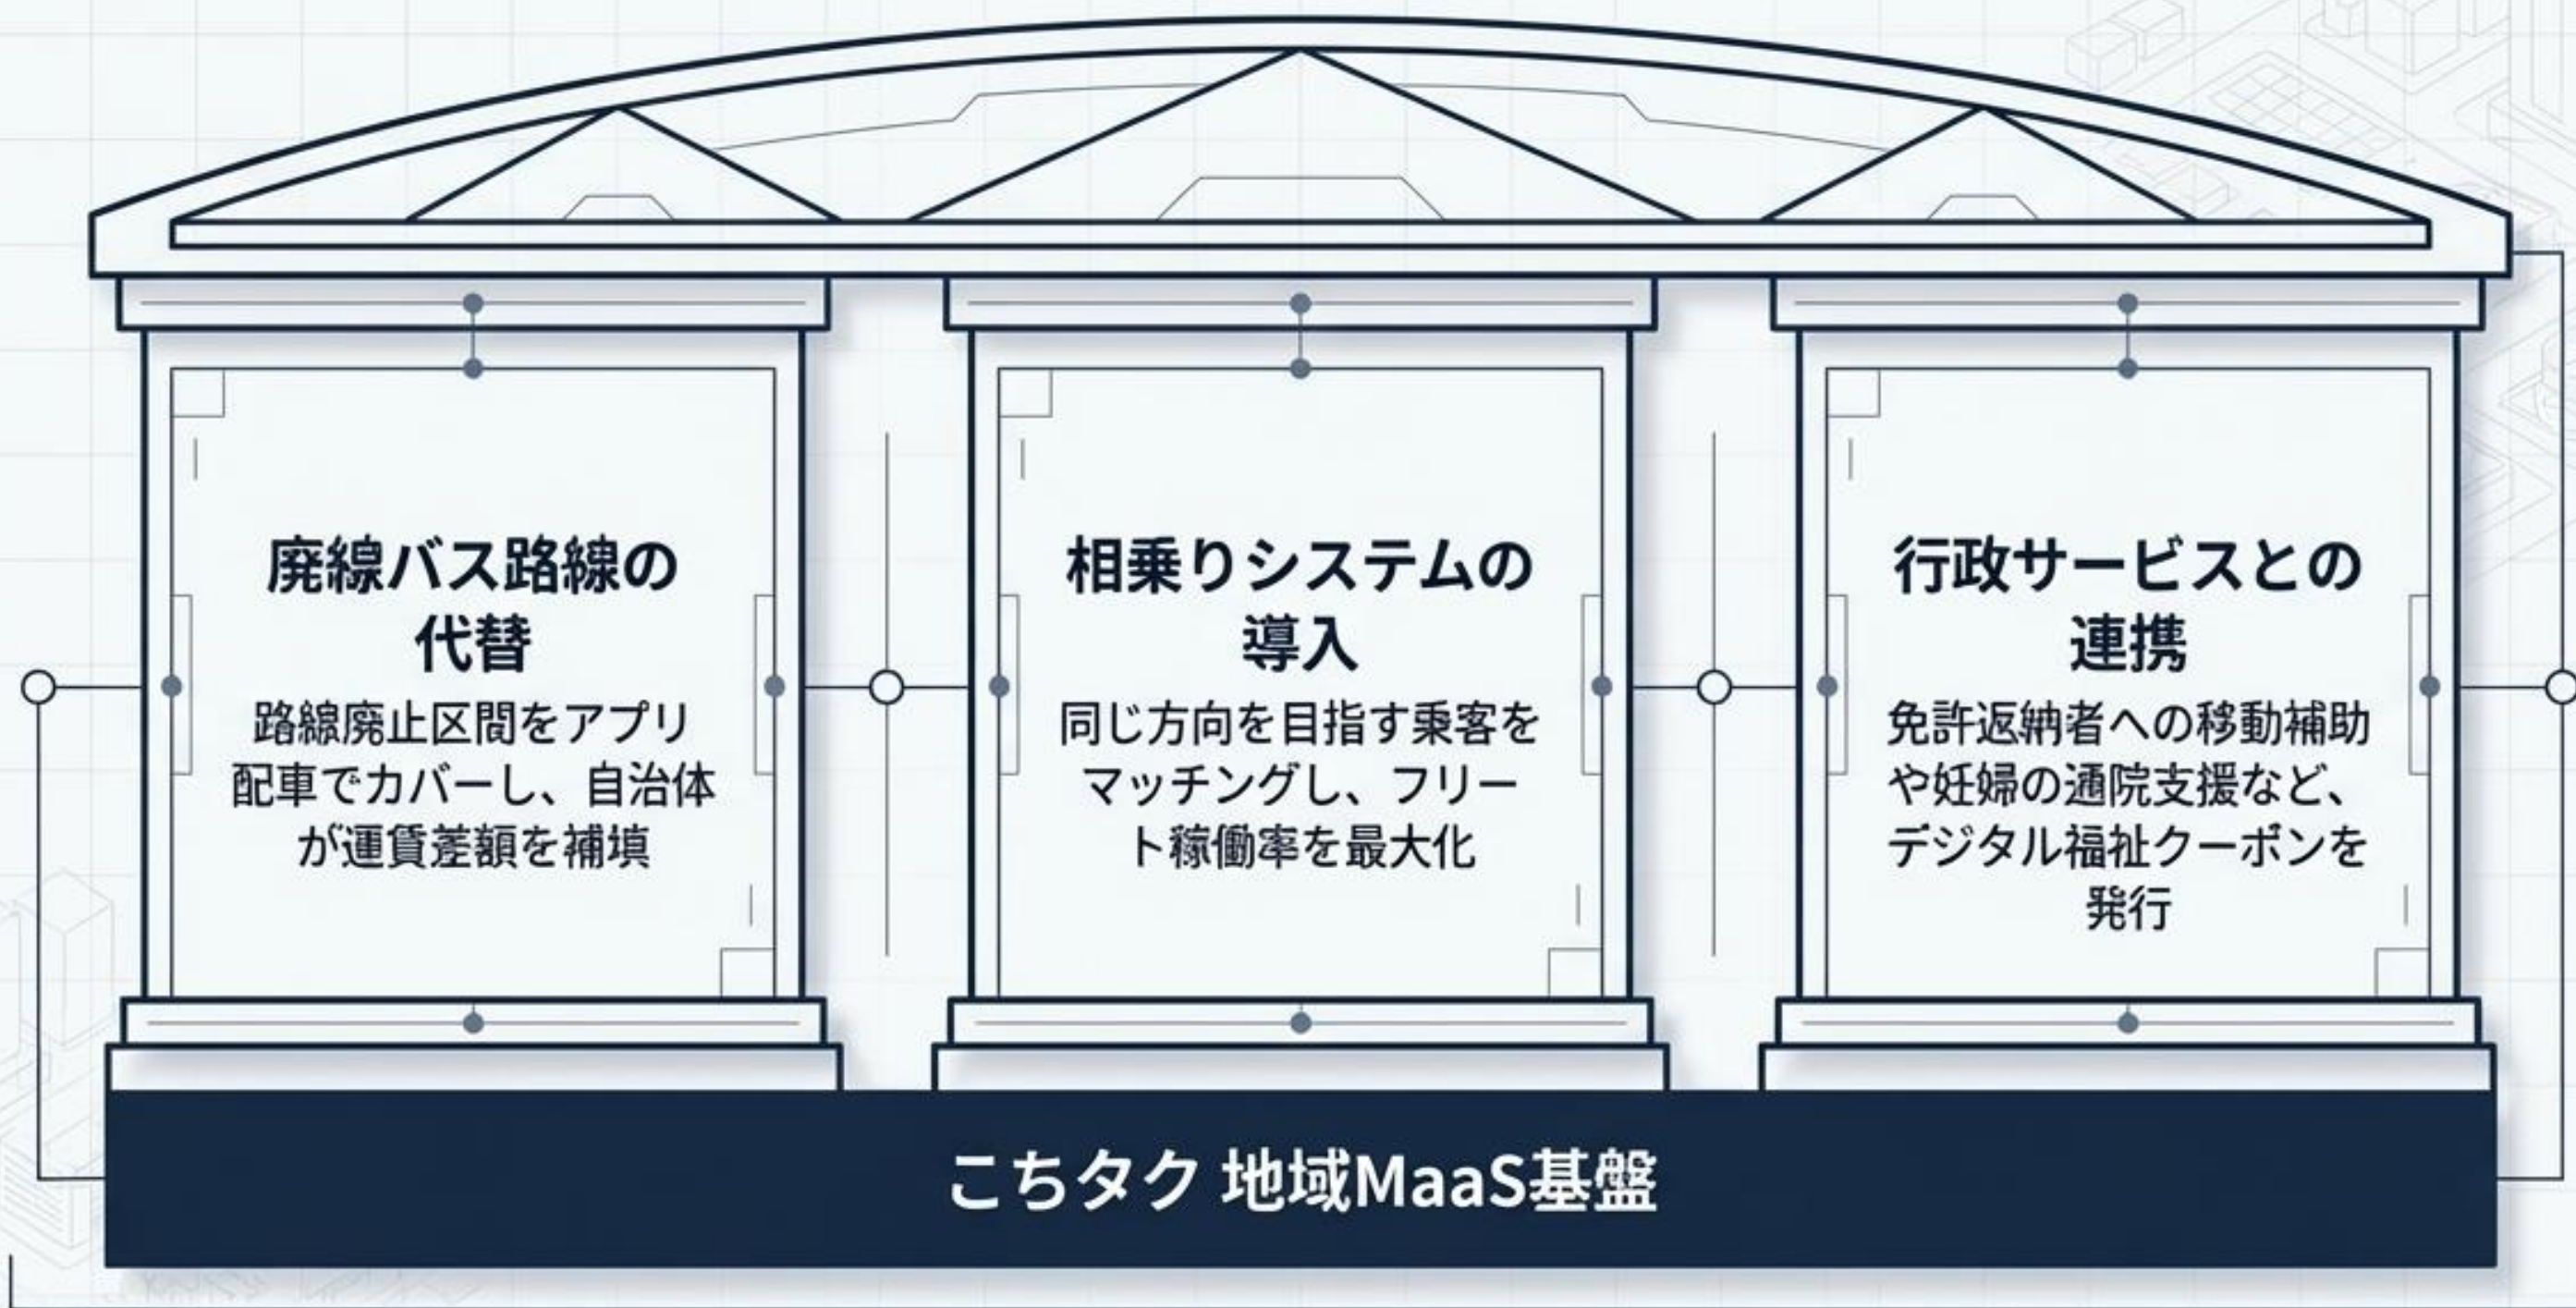 廃線バス路線の
代替
路線廃止区間をアプリ
配車でカバーし、自治体
が運賃差額を補填
相乗りシステムの
導入
同じ方向を目指す乗客を
マッチングし、フリー
ト稼働率を最大化
行政サービスとの
連携
免許返納者への移動補助
や妊婦の通院支援など、
デジタル福祉クーポンを
発行
こちタク 地域MaaS基盤